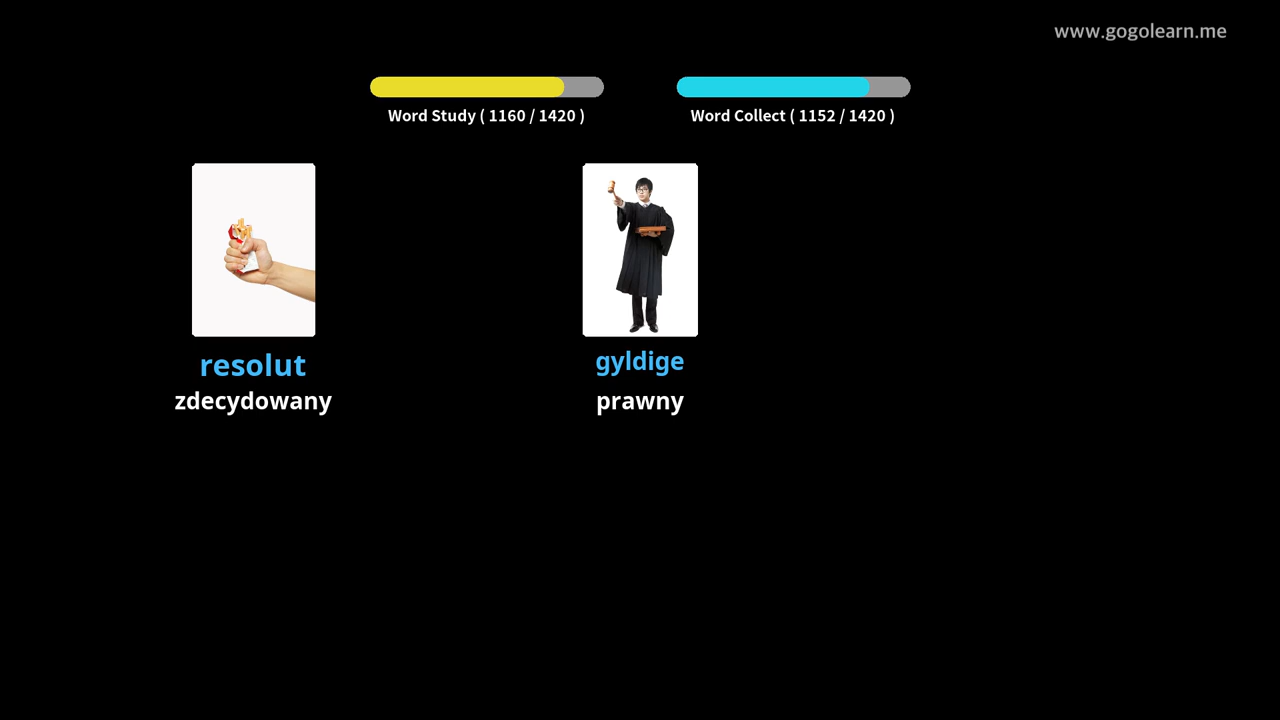 www.gogolearn.me
Word Study ( 1160 / 1420 )
Word Collect ( 1152 / 1420 )
resolut
zdecydowany
gyldige
prawny